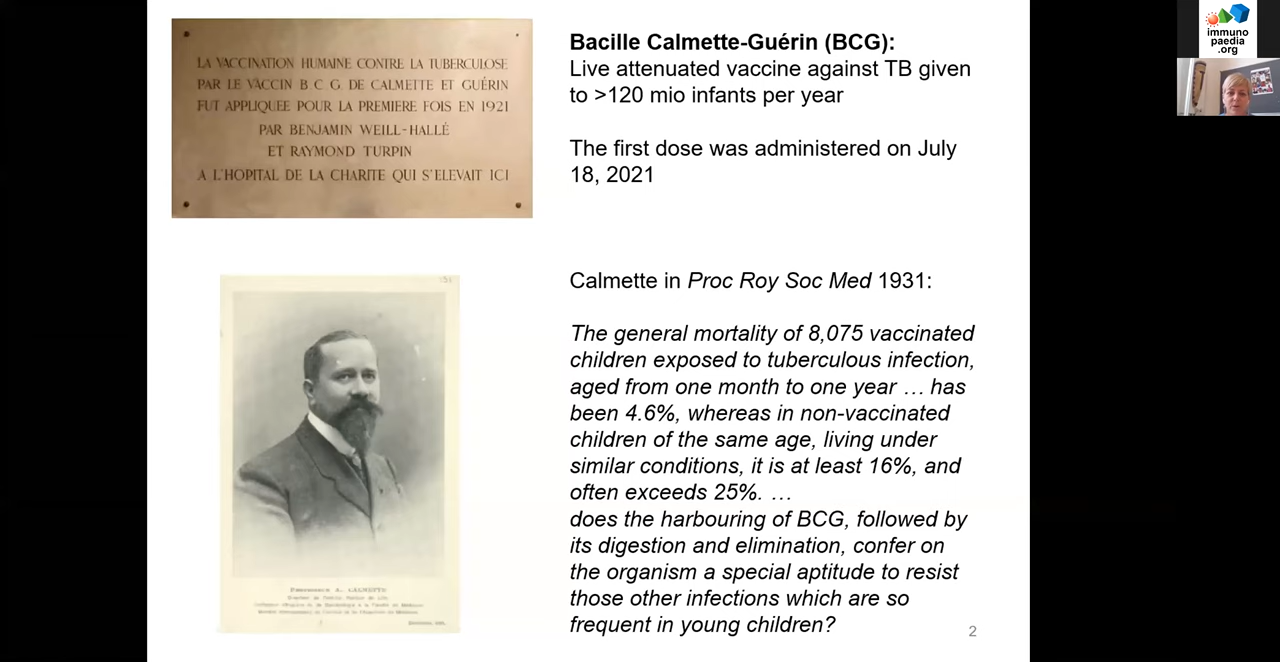 LA VACCINATION HUMAINE CONTRE LA TUBERCULOSE
PAR LE VACCIN B.C.G. DE CALMETTE ET GUÉRIN
FUT APPLIQUEE POUR LA PREMIERE FOIS EN 1921
PAR BENJAMIN WEILL-HALLÉ
ET RAYMOND TURPIN
A L'HOPITAL DE LA CHARITE QUI S'ELEVAIT ICI
Bacille Calmette-Guérin (BCG):
Live attenuated vaccine against TB given
to >120 mio infants per year
The first dose was administered on July
18, 2021
Calmette in Proc Roy Soc Med 1931:
The general mortality of 8,075 vaccinated
children exposed to tuberculous infection,
aged from one month to one year … has
been 4.6%, whereas in non-vaccinated
children of the same age, living under
similar conditions, it is at least 16%, and
often exceeds 25%. …
does the harbouring of BCG, followed by
its digestion and elimination, confer on
the organism a special aptitude to resist
those other infections which are so
frequent in young children?
2
immuno
paedia
.org
PROFESSEUR A. CALMETTE